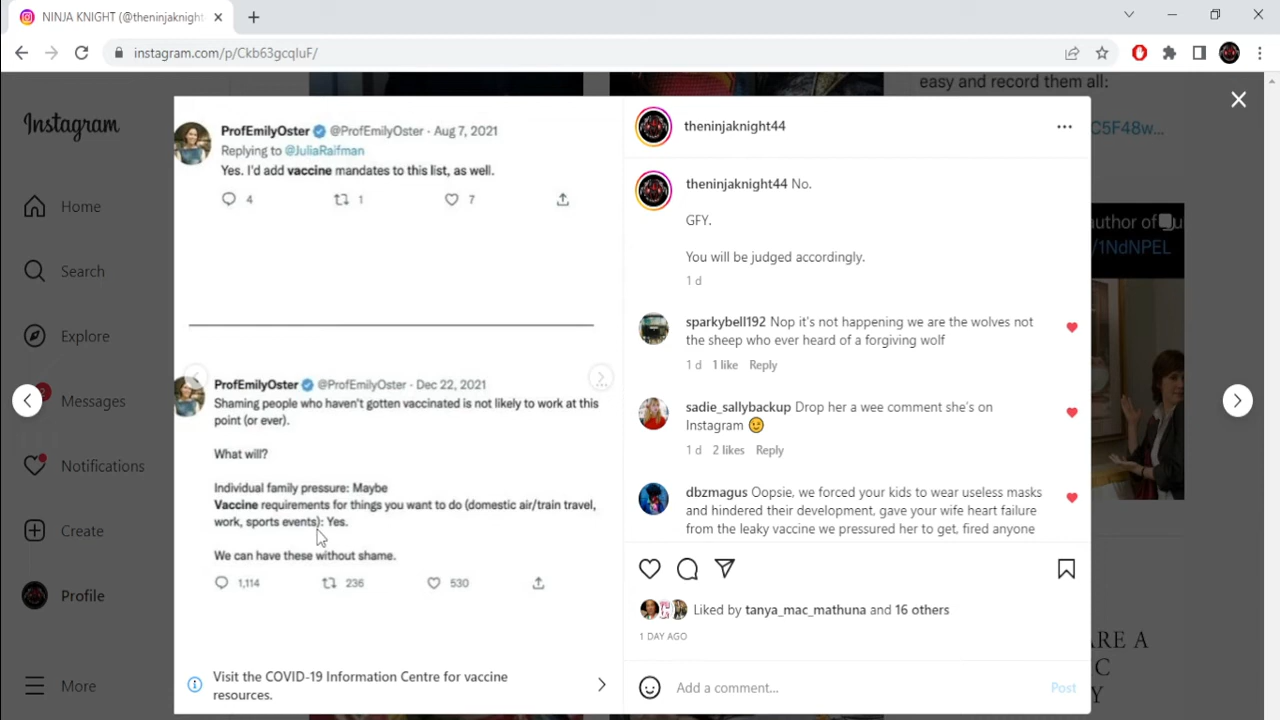 NINJA KNIGHT (@theninjaknight
instagram.com/p/Ckb63gcqluF/
easy and record them all:
Instagram
C5F48w...
Home
Search
Explore
Messages
Notifications
Create
Profile
More
ProfEmilyOster @ProfEmilyOster · Aug 7, 2021
Replying to @JuliaRaifman
Yes. I'd add vaccine mandates to this list, as well.
4 1 7
ProfEmilyOster @ProfEmilyOster · Dec 22, 2021
Shaming people who haven't gotten vaccinated is not likely to work at this
point (or ever).
What will?
Individual family pressure: Maybe
Vaccine requirements for things you want to do (domestic air/train travel,
work, sports events): Yes.
We can have these without shame.
1,114 236 530
Visit the COVID-19 Information Centre for vaccine
resources.
theninjaknight44
theninjaknight44 No.
GFY.
You will be judged accordingly.
1 d
sparkybell192 Nop it's not happening we are the wolves not
the sheep who ever heard of a forgiving wolf
1 d 1 like Reply
sadie_sallybackup Drop her a wee comment she's on
Instagram
1 d 2 likes Reply
dbzmagus Oopsie, we forced your kids to wear useless masks
and hindered their development, gave your wife heart failure
from the leaky vaccine we pressured her to get, fired anyone
Liked by tanya_mac_mathuna and 16 others
1 DAY AGO
Add a comment...
Post
author of
/1NdNPEL
ARE A